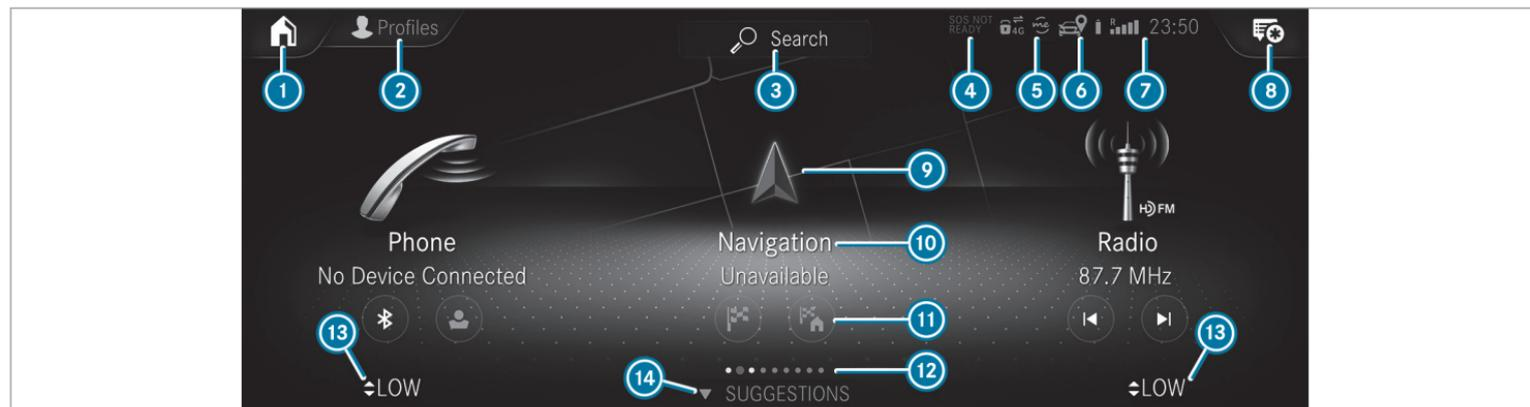 Profiles
Search
SOS NOT
READY
4G
me
R
23:50
1
2
3
4
5
6
7
8
9
HD FM
Phone
Navigation
10
Radio
No Device Connected
Unavailable
87.7 MHz
13
11
13
12
14
LOW
SUGGESTIONS
LOW